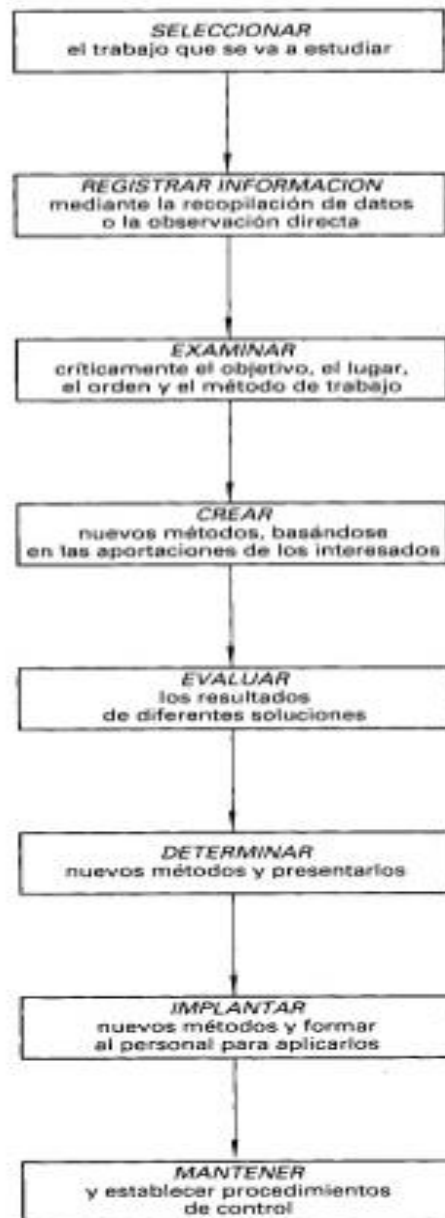 SELECCIONAR
el trabajo que se va a estudiar
REGISTRAR INFORMACION
mediante la recopilación de datos
o la observación directa
EXAMINAR
críticamente el objetivo, el lugar,
el orden y el método de trabajo
CREAR
nuevos métodos, basándose
en las aportaciones de los interesados
EVALUAR
los resultados
de diferentes soluciones
DETERMINAR
nuevos métodos y presentarlos
IMPLANTAR
nuevos métodos y formar
al personal para aplicarlos
MANTENER
y establecer procedimientos
de control